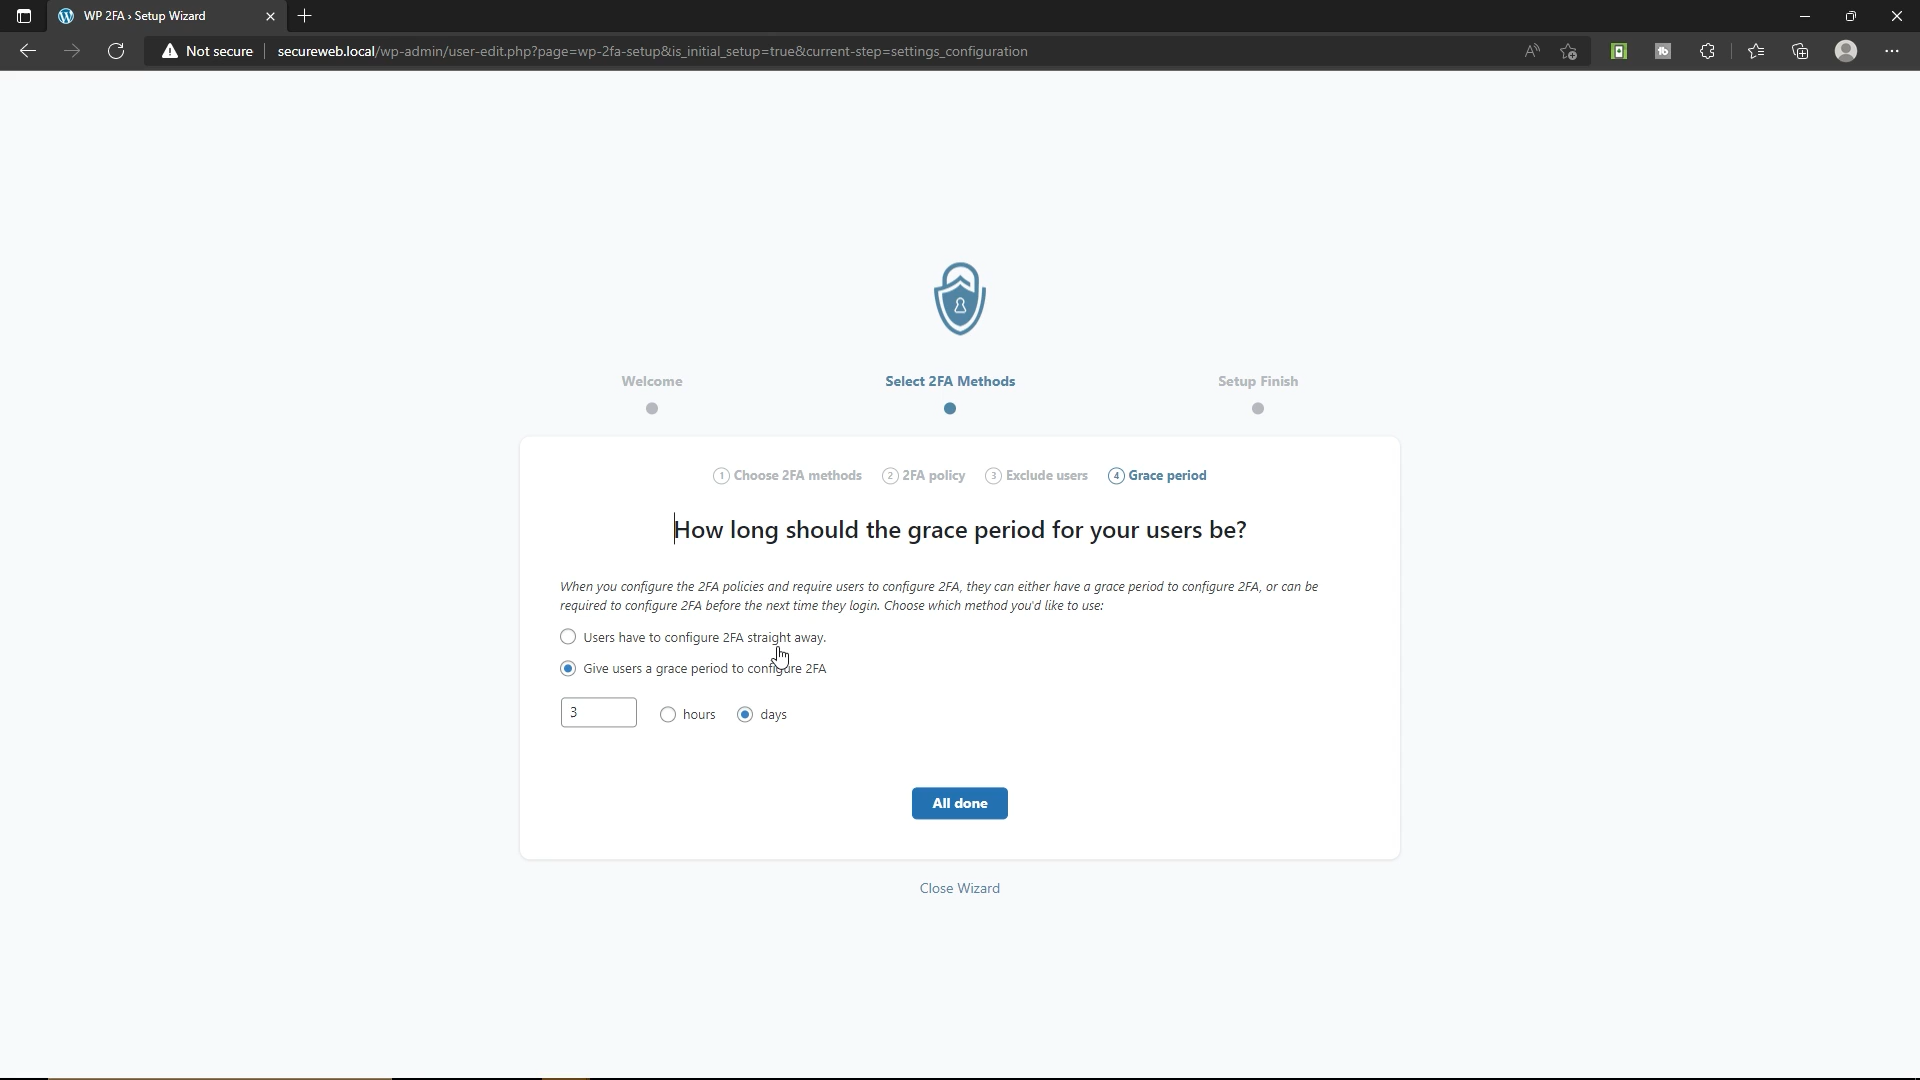 WP 2FA › Setup Wizard
Not secure
secureweb.local/wp-admin/user-edit.php?page=wp-2fa-setup&is_initial_setup=true&current-step=settings_configuration
Welcome
Select 2FA Methods
Setup Finish
1 Choose 2FA methods
2 2FA policy
3 Exclude users
4 Grace period
How long should the grace period for your users be?
When you configure the 2FA policies and require users to configure 2FA, they can either have a grace period to configure 2FA, or can be
required to configure 2FA before the next time they login. Choose which method you'd like to use:
Users have to configure 2FA straight away.
Give users a grace period to configure 2FA
3 hours days
All done
Close Wizard